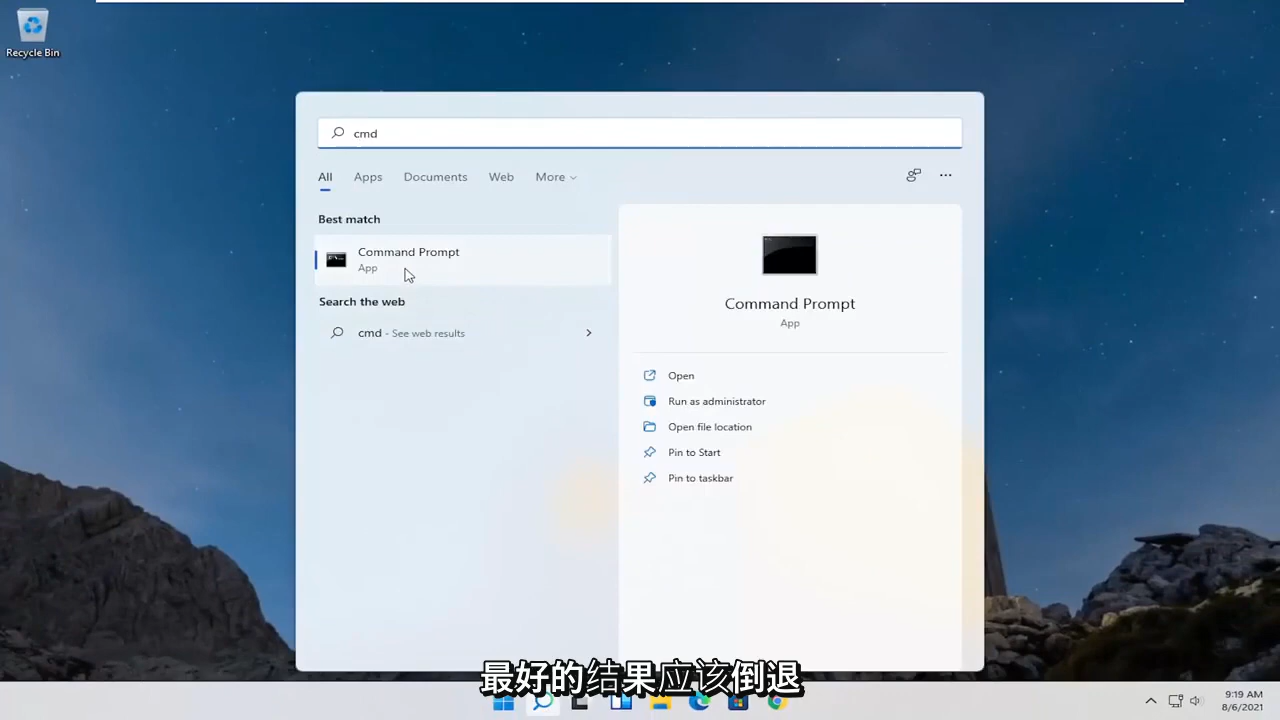 Recycle Bin
cmd
All Apps Documents Web More
Best match
Command Prompt
App
Search the web
cmd - See web results
Command Prompt
App
Open
Run as administrator
Open file location
Pin to Start
Pin to taskbar
最好的结果应该倒退
9:19 AM
8/6/2021